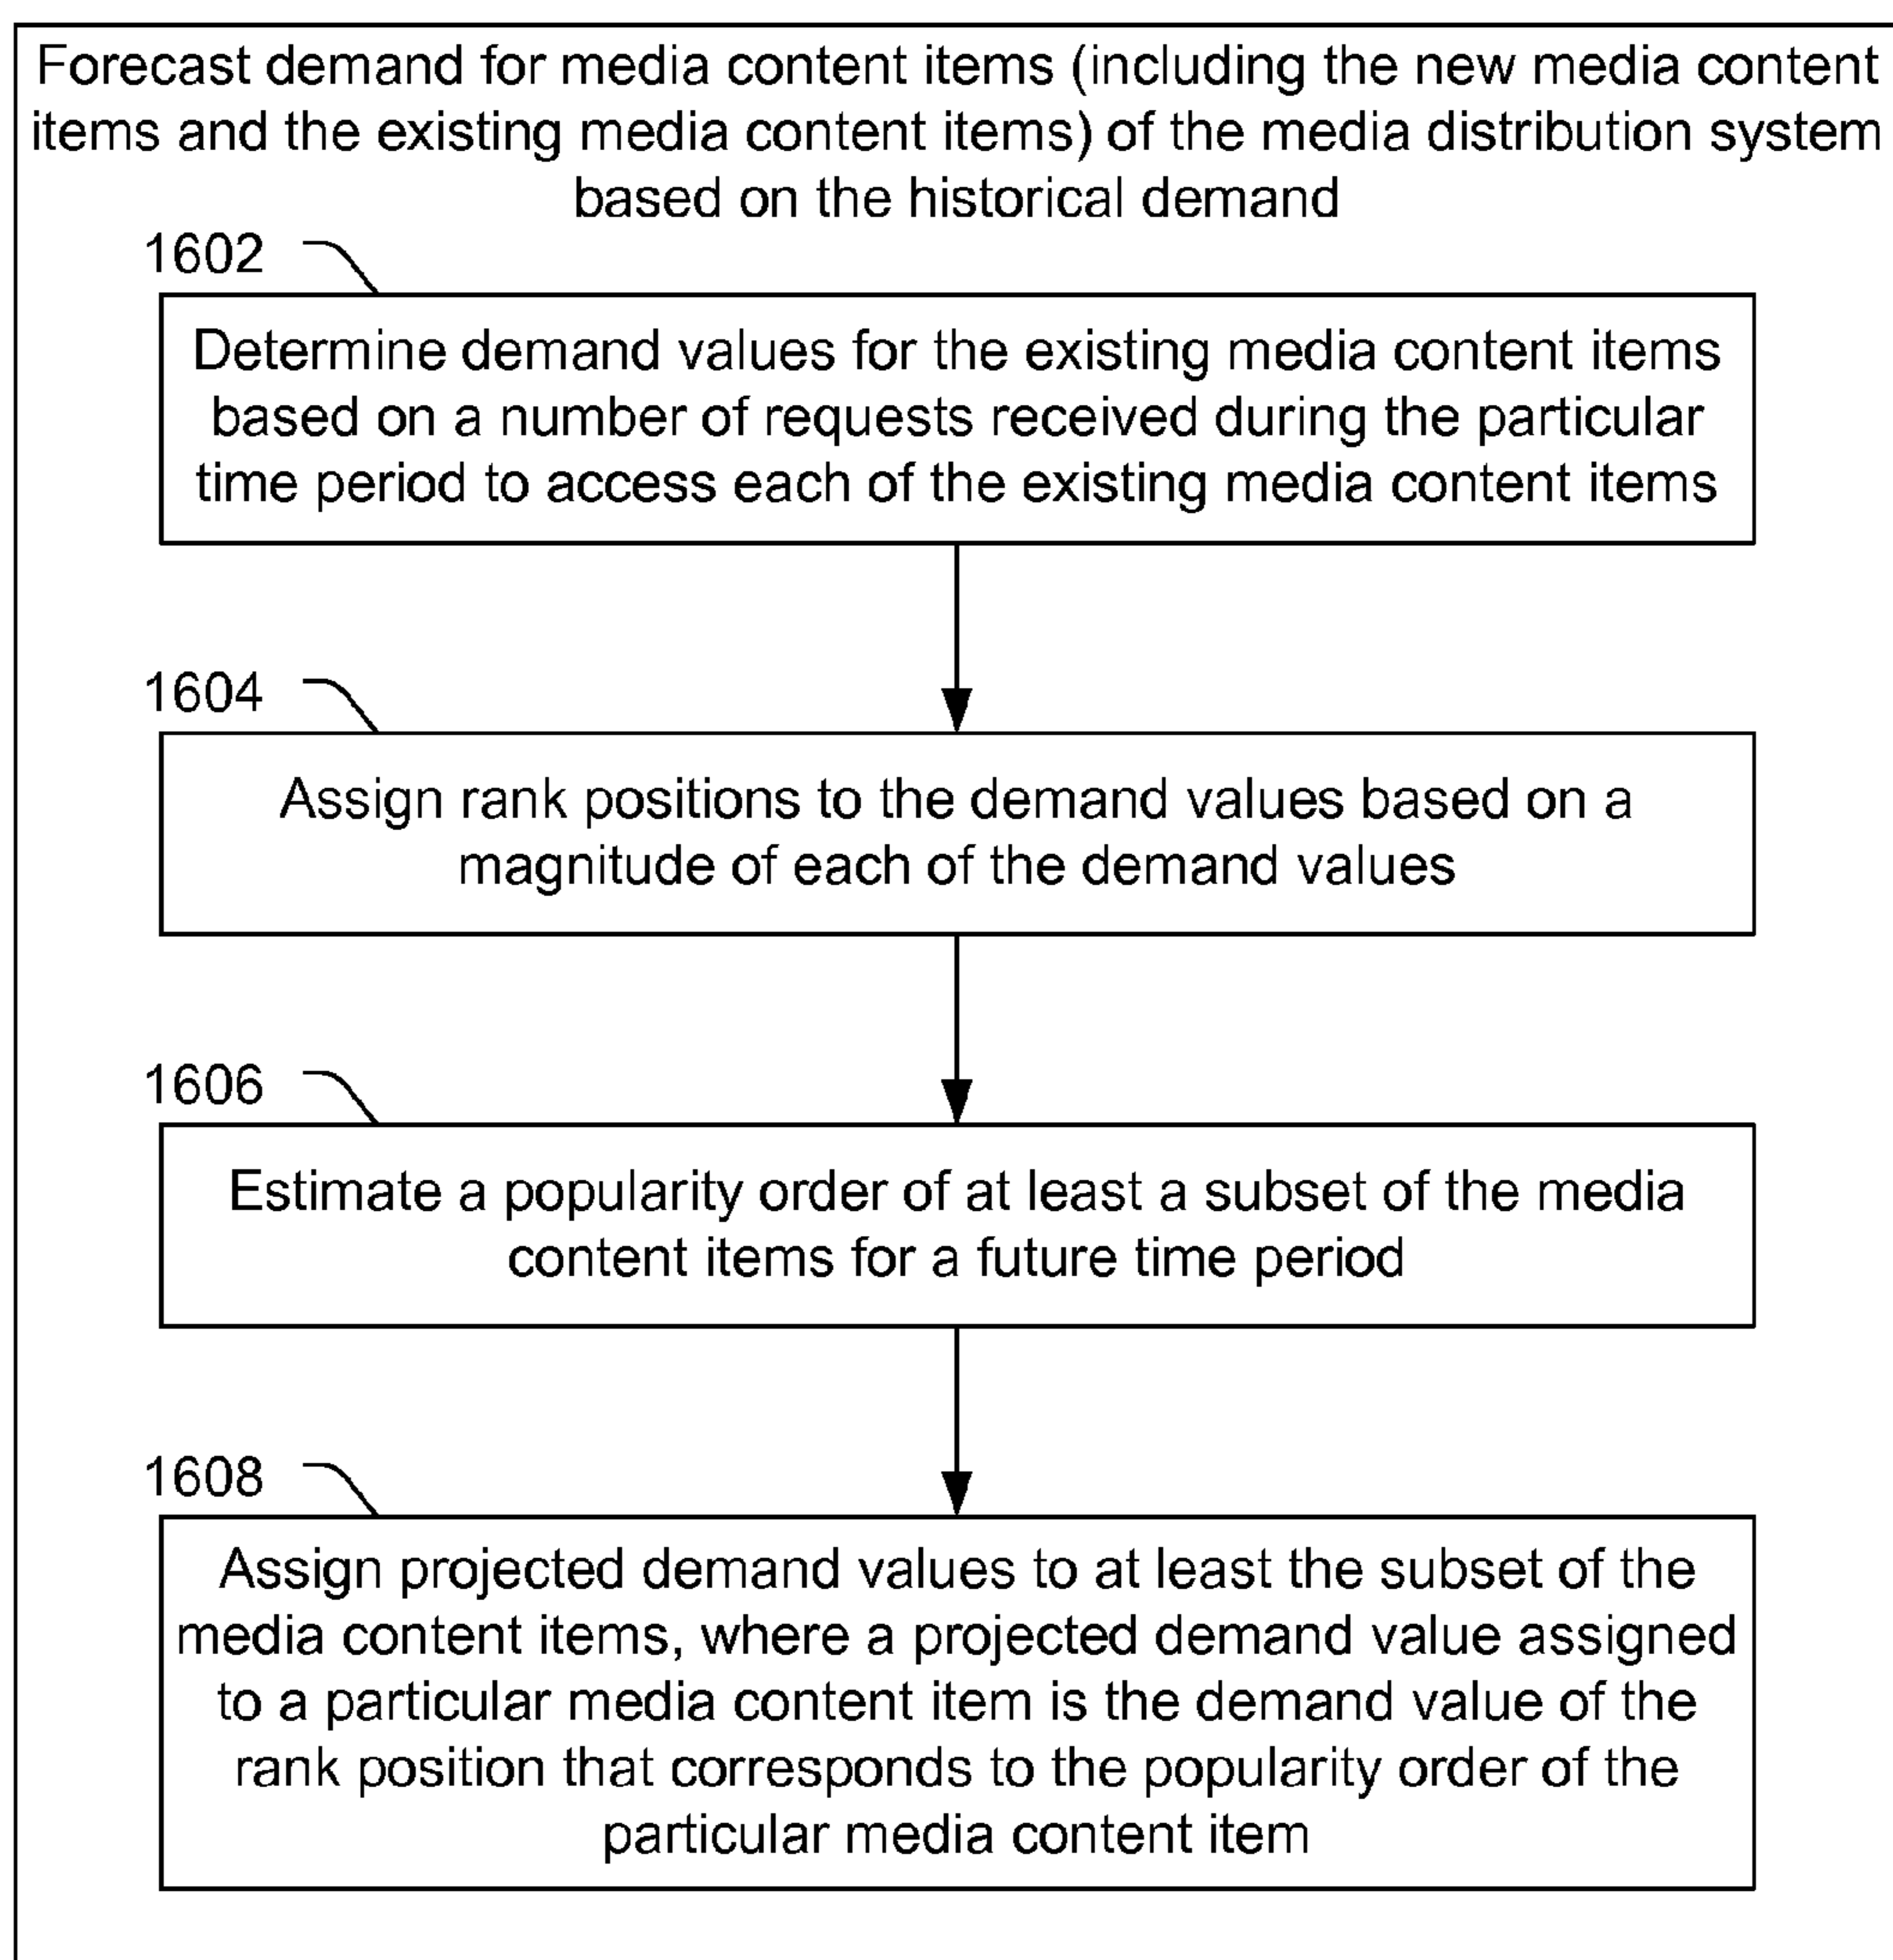 Forecast demand for media content items (including the new media content
items and the existing media content items) of the media distribution system
based on the historical demand
1602
Determine demand values for the existing media content items
based on a number of requests received during the particular
time period to access each of the existing media content items
1604
Assign rank positions to the demand values based on a
magnitude of each of the demand values
1606
Estimate a popularity order of at least a subset of the media
content items for a future time period
1608
Assign projected demand values to at least the subset of the
media content items, where a projected demand value assigned
to a particular media content item is the demand value of the
rank position that corresponds to the popularity order of the
particular media content item